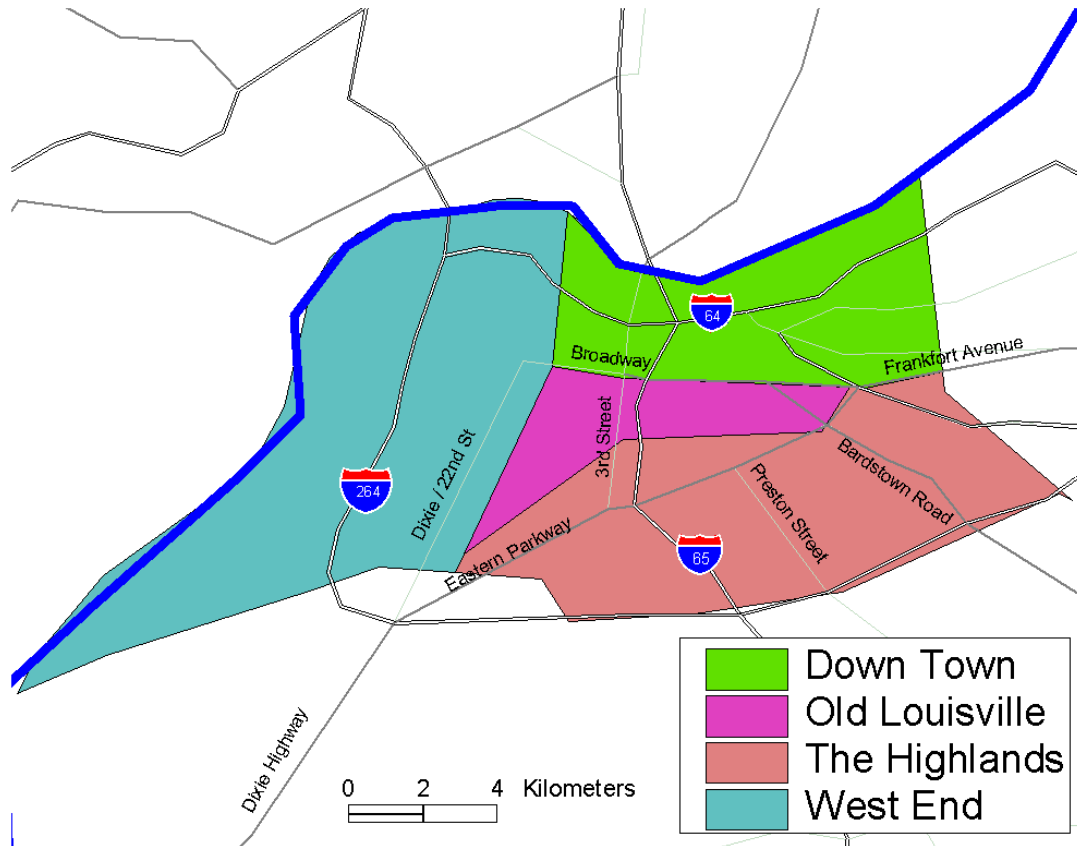 64
Broadway
Frankfort Avenue
3rd Street
Dixie / 22nd St
264
Bardstown Road
Preston Street
Eastern Parkway
65
Down Town
Old Louisville
The Highlands
West End
Dixie Highway
0 2 4 Kilometers